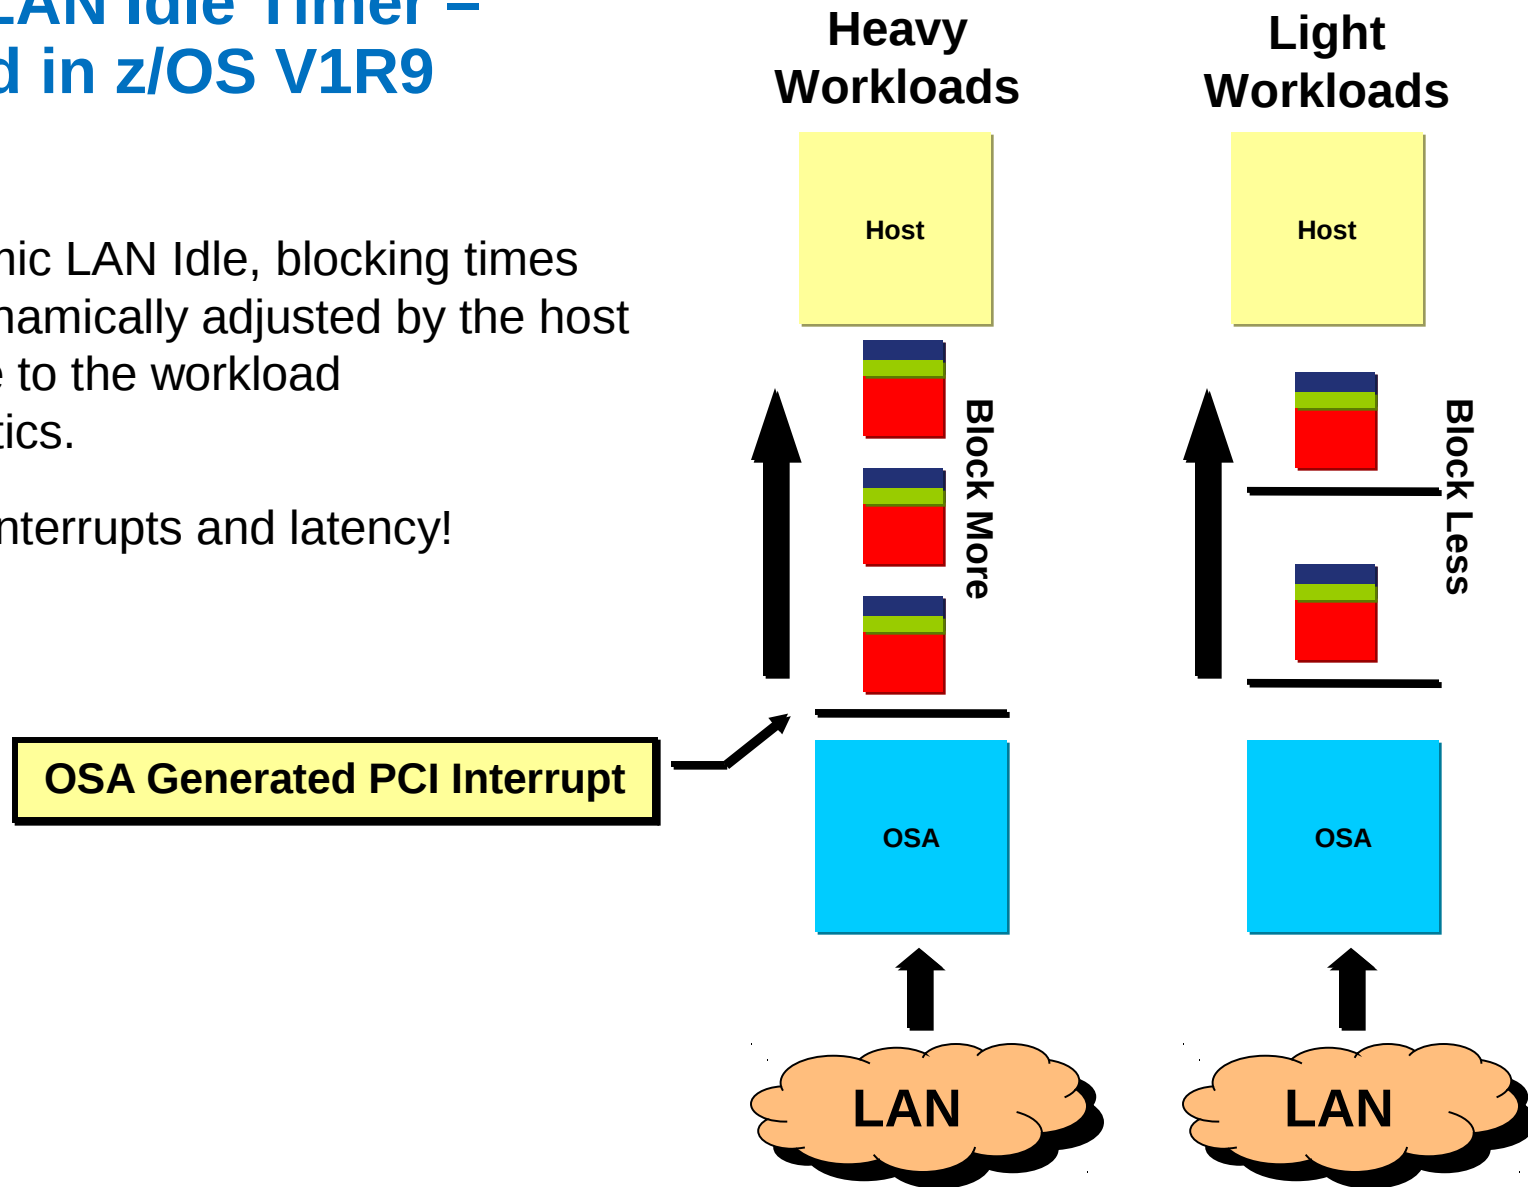 LAN Idle Timer –
d in z/OS V1R9
mic LAN Idle, blocking times
namically adjusted by the host
e to the workload
tics.
nterrupts and latency!
OSA Generated PCI Interrupt
Heavy
Workloads
Host
Block More
OSA
LAN
Light
Workloads
Host
Block Less
OSA
LAN